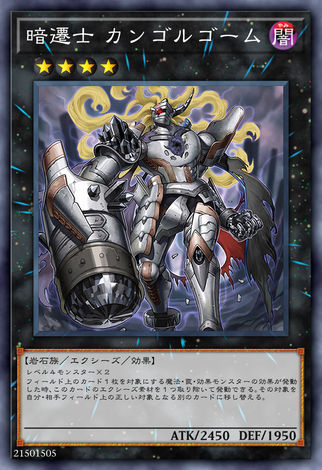 暗遷士 カンゴルゴーム
闇
やみ
【岩石族/エクシーズ/効果】
レベル4モンスター×2
フィールド上のカード1枚を対象にする魔法・罠・効果モンスターの効果が発動
した時、このカードのエクシーズ素材を1つ取り除いて発動できる。その対象を
自分・相手フィールド上の正しい対象となる別のカードに移し替える。
ATK/2450 DEF/1950
21501505